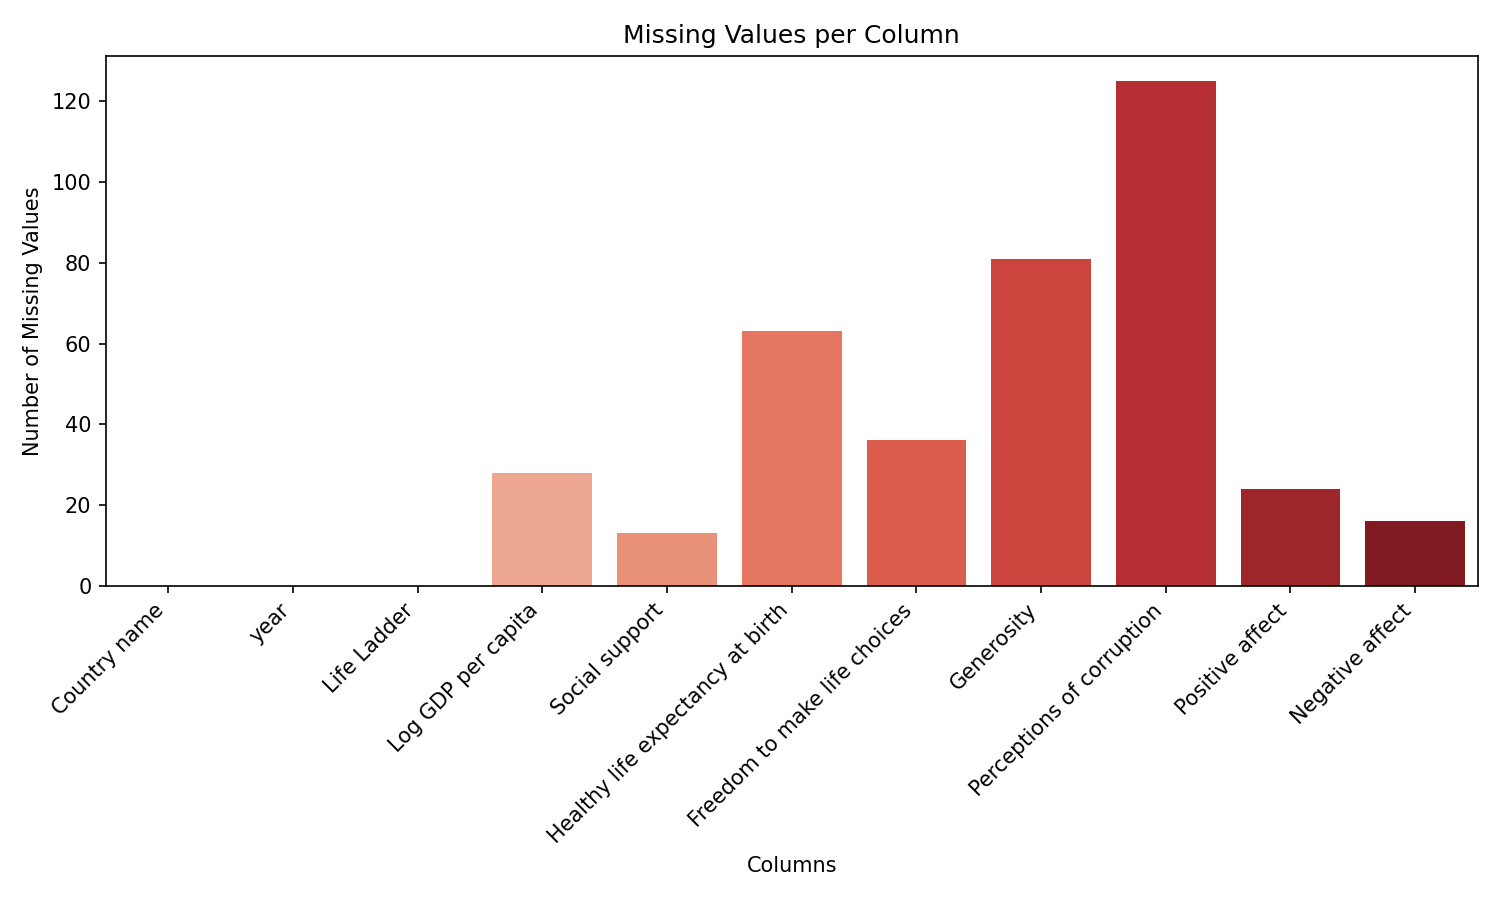 Missing Values per Column
Number of Missing Values
120
100
80
60
40
20
0
Country name
year
Life Ladder
Log GDP per capita
Social support
Healthy life expectancy at birth
Freedom to make life choices
Generosity
Perceptions of corruption
Positive affect
Negative affect
Columns